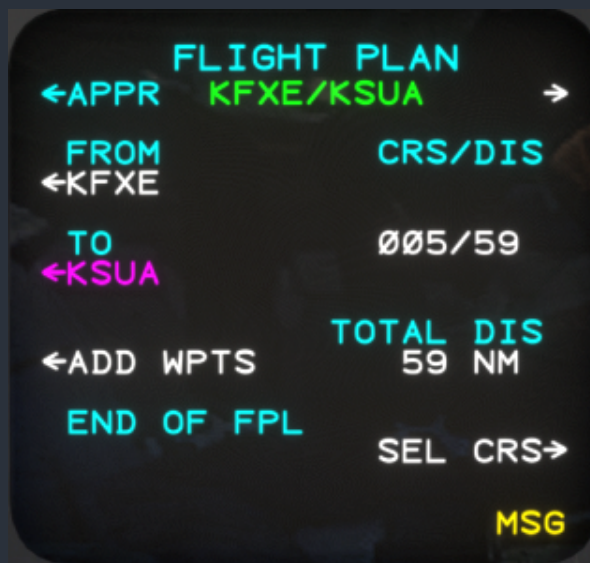 FLIGHT PLAN
←APPR KFXE/KSUA →
FROM CRS/DIS
←KFXE
TO 005/59
←KSUA
TOTAL DIS
←ADD WPTS 59 NM
END OF FPL
SEL CRS→
MSG